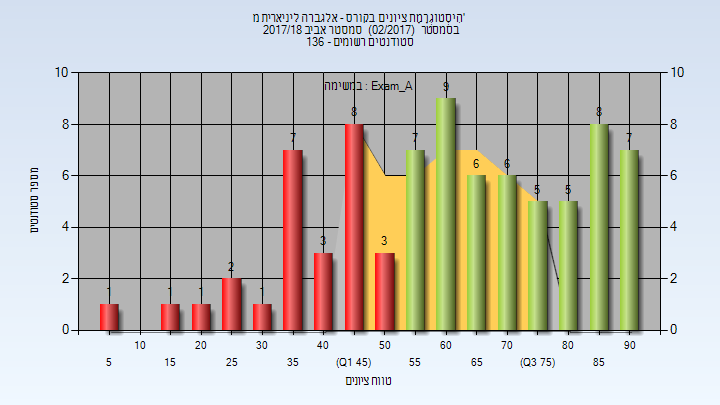 הִיסְטוֹגְרָמַת ציונים בקורס - אלגברה ליניארית מ'
בסמסטר (02/2017) סמסטר אביב 2017/18
סטודנטים רשומים - 136
במשימה : Exam_A
מספר סטודנטים
10 10
8 8
6 6
4 4
2 2
0 0
1 1 1 2 1 7 3 8 3 7 9 6 6 5 5 8 7
10 20 30 40 50 60 70 80 90
5 15 25 35 (Q1 45) 55 65 (Q3 75) 85
טווח ציונים